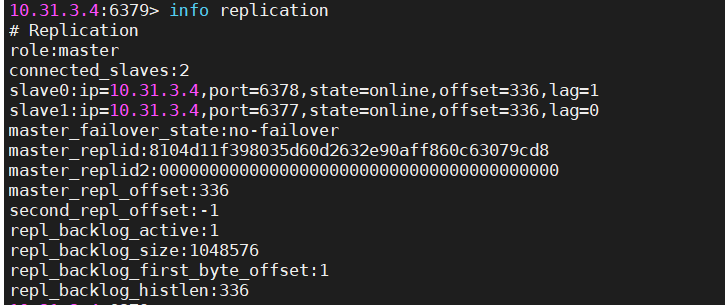 10.31.3.4:6379> info replication
# Replication
role:master
connected_slaves:2
slave0:ip=10.31.3.4,port=6378,state=online,offset=336,lag=1
slave1:ip=10.31.3.4,port=6377,state=online,offset=336,lag=0
master_failover_state:no-failover
master_replid:8104d11f398035d60d2632e90aff860c63079cd8
master_replid2:0000000000000000000000000000000000000000
master_repl_offset:336
second_repl_offset:-1
repl_backlog_active:1
repl_backlog_size:1048576
repl_backlog_first_byte_offset:1
repl_backlog_histlen:336